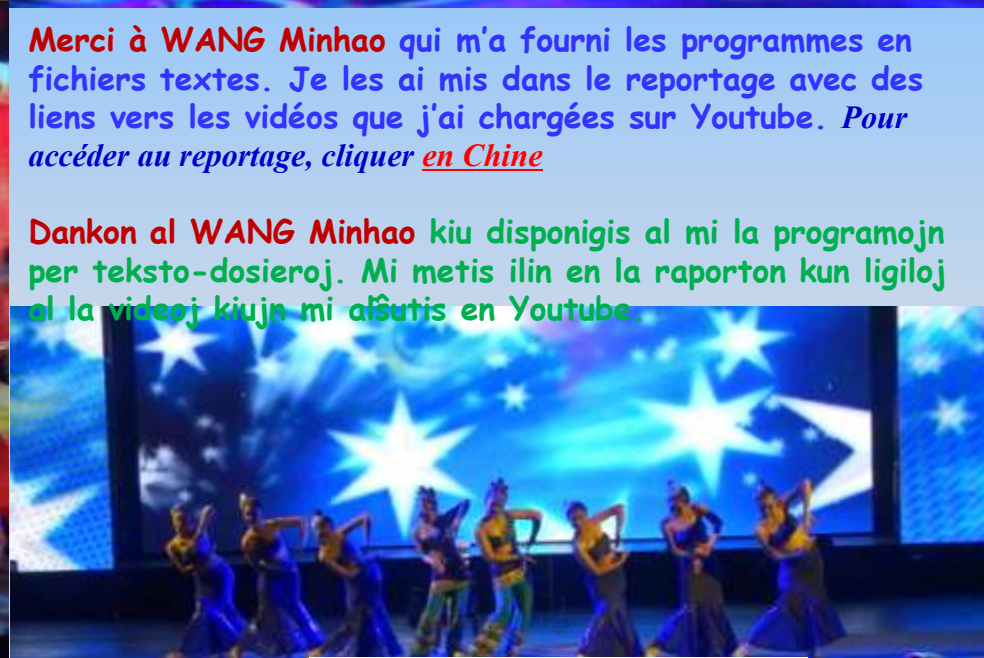 Merci à WANG Minhao qui m'a fourni les programmes en
fichiers textes. Je les ai mis dans le reportage avec des
liens vers les vidéos que j'ai chargées sur Youtube. Pour
accéder au reportage, cliquer en Chine
Dankon al WANG Minhao kiu disponigis al mi la programojn
per teksto-dosieroj. Mi metis ilin en la raporton kun ligiloj
al la videoj kiujn mi alŝutis en Youtube.